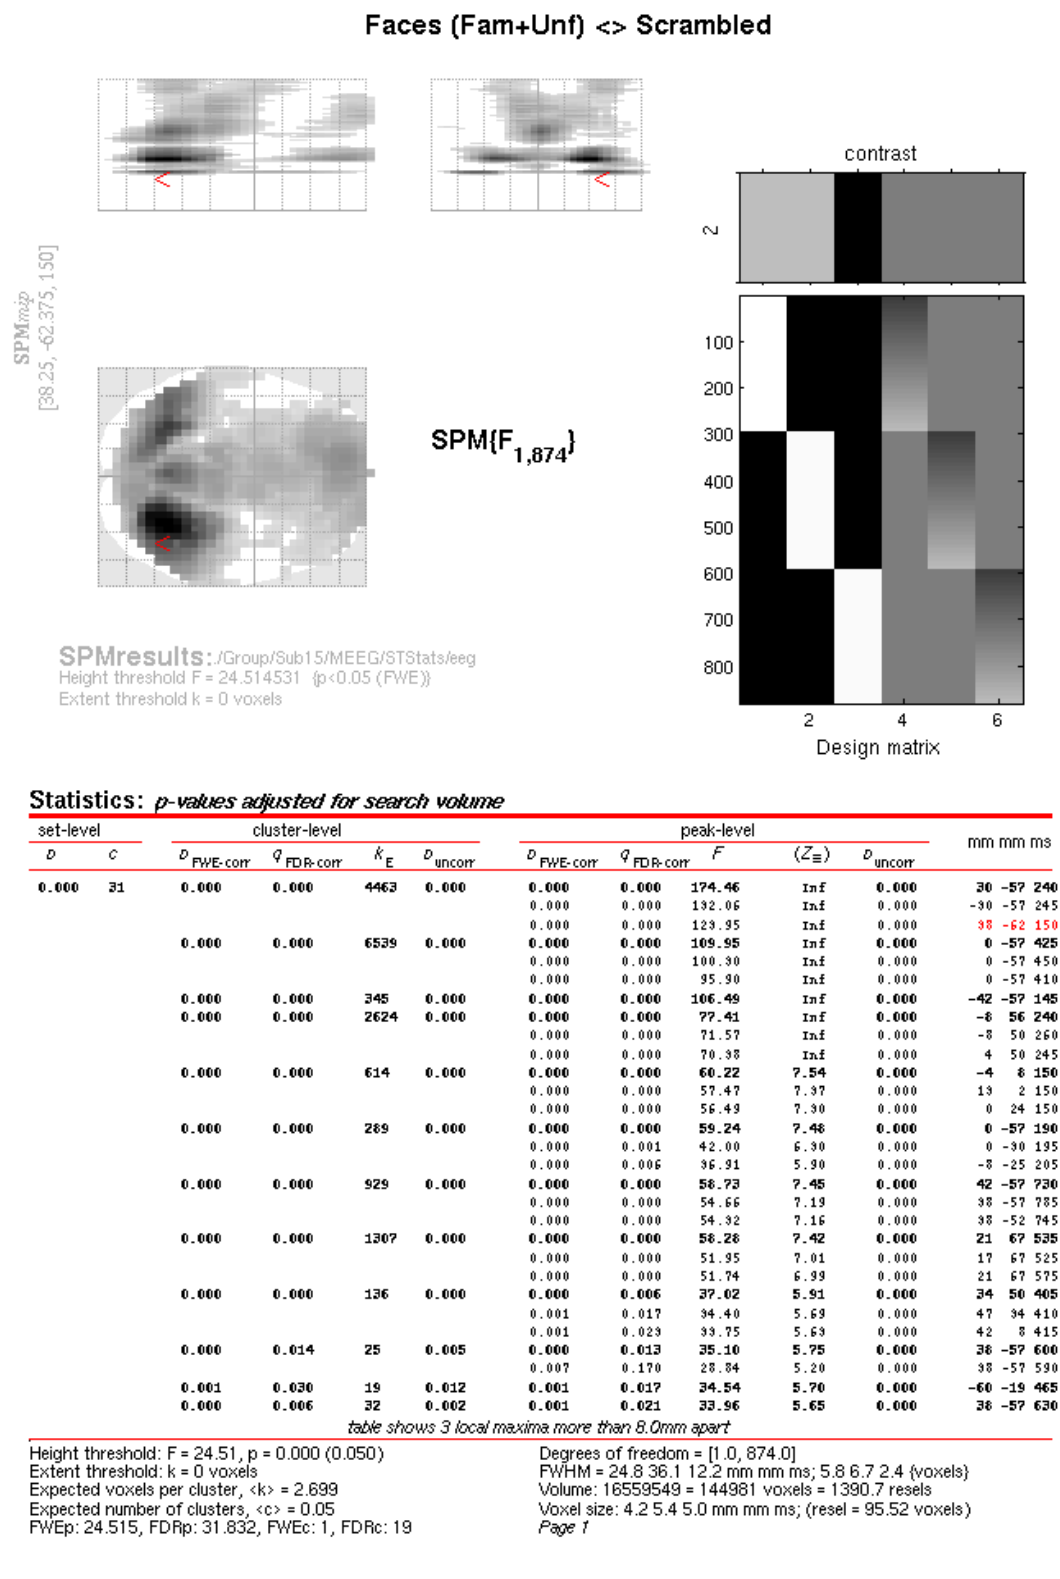 Faces (Fam+Unf) <> Scrambled
SPMmip
[38.25, -62.375, 150]
contrast
2
SPM{F1,874}
100
200
300
400
500
600
700
800
2 4 6
Design matrix
SPMresults: ./Group/Sub15/MEEG/STStats/eeg
Height threshold F = 24.514531 {p<0.05 (FWE)}
Extent threshold k = 0 voxels
Statistics: p-values adjusted for search volume
set-level cluster-level peak-level mm mm ms
p c p FWE-corr q FDR-corr k E p uncorr p FWE-corr q FDR-corr F (Z≡) p uncorr
0.000 31 0.000 0.000 4463 0.000 0.000 0.000 174.46 Inf 0.000 30 -57 240
0.000 0.000 132.06 Inf 0.000 -30 -57 245
0.000 0.000 123.95 Inf 0.000 38 -62 150
0.000 0.000 6539 0.000 0.000 0.000 109.95 Inf 0.000 0 -57 425
0.000 0.000 100.30 Inf 0.000 0 -57 450
0.000 0.000 95.90 Inf 0.000 0 -57 410
0.000 0.000 345 0.000 0.000 0.000 106.49 Inf 0.000 -42 -57 145
0.000 0.000 2624 0.000 0.000 0.000 77.41 Inf 0.000 -8 56 240
0.000 0.000 71.57 Inf 0.000 -8 50 260
0.000 0.000 70.38 Inf 0.000 4 50 245
0.000 0.000 614 0.000 0.000 0.000 60.22 7.54 0.000 -4 8 150
0.000 0.000 57.47 7.37 0.000 13 2 150
0.000 0.000 56.49 7.30 0.000 0 24 150
0.000 0.000 289 0.000 0.000 0.000 59.24 7.48 0.000 0 -57 190
0.000 0.001 42.00 6.30 0.000 0 -30 195
0.000 0.006 36.91 5.90 0.000 -8 -25 205
0.000 0.000 929 0.000 0.000 0.000 58.73 7.45 0.000 42 -57 730
0.000 0.000 54.66 7.19 0.000 38 -57 785
0.000 0.000 54.32 7.16 0.000 38 -52 745
0.000 0.000 1307 0.000 0.000 0.000 58.28 7.42 0.000 21 67 535
0.000 0.000 51.95 7.01 0.000 17 67 525
0.000 0.000 51.74 6.99 0.000 21 67 575
0.000 0.000 136 0.000 0.000 0.006 37.02 5.91 0.000 34 50 405
0.001 0.017 34.40 5.69 0.000 47 34 410
0.001 0.023 33.75 5.63 0.000 42 8 415
0.000 0.014 25 0.005 0.000 0.013 35.10 5.75 0.000 38 -57 600
0.007 0.170 28.84 5.20 0.000 38 -57 590
0.001 0.030 19 0.012 0.001 0.017 34.54 5.70 0.000 -60 -19 465
0.000 0.006 32 0.002 0.001 0.021 33.96 5.65 0.000 38 -57 630
table shows 3 local maxima more than 8.0mm apart
Height threshold: F = 24.51, p = 0.000 (0.050)
Extent threshold: k = 0 voxels
Expected voxels per cluster, <k> = 2.699
Expected number of clusters, <c> = 0.05
FWEp: 24.515, FDRp: 31.832, FWEc: 1, FDRc: 19
Degrees of freedom = [1.0, 874.0]
FWHM = 24.8 36.1 12.2 mm mm ms; 5.8 6.7 2.4 {voxels}
Volume: 16559549 = 144981 voxels = 1390.7 resels
Voxel size: 4.2 5.4 5.0 mm mm ms; (resel = 95.52 voxels)
Page 1